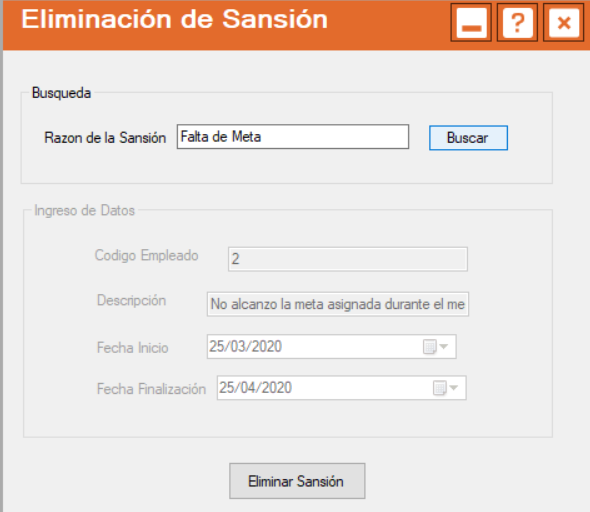 Eliminación de Sansión
?
Busqueda
Razon de la Sansión Falta de Meta Buscar
Ingreso de Datos
Codigo Empleado 2
Descripción No alcanzo la meta asignada durante el me
Fecha Inicio 25/03/2020
Fecha Finalización 25/04/2020
Eliminar Sansión